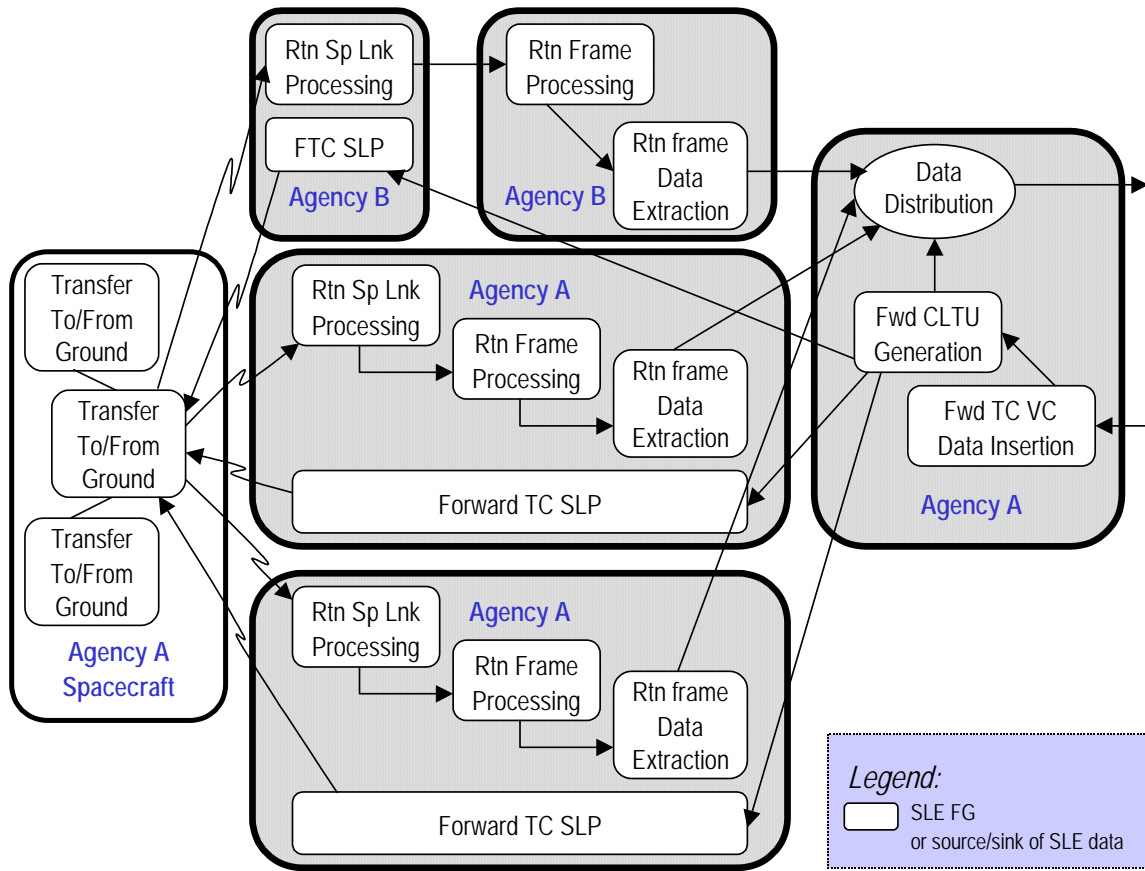 Rtn Sp Lnk
Processing
FTC SLP
Agency B
Rtn Frame
Processing
Rtn frame
Data
Extraction
Agency B
Data
Distribution
Fwd CLTU
Generation
Fwd TC VC
Data Insertion
Agency A
Transfer
To/From
Ground
Transfer
To/From
Ground
Transfer
To/From
Ground
Agency A
Spacecraft
Rtn Sp Lnk
Processing
Agency A
Rtn Frame
Processing
Rtn frame
Data
Extraction
Forward TC SLP
Rtn Sp Lnk
Processing
Agency A
Rtn Frame
Processing
Rtn frame
Data
Extraction
Forward TC SLP
Legend:
SLE FG
or source/sink of SLE data